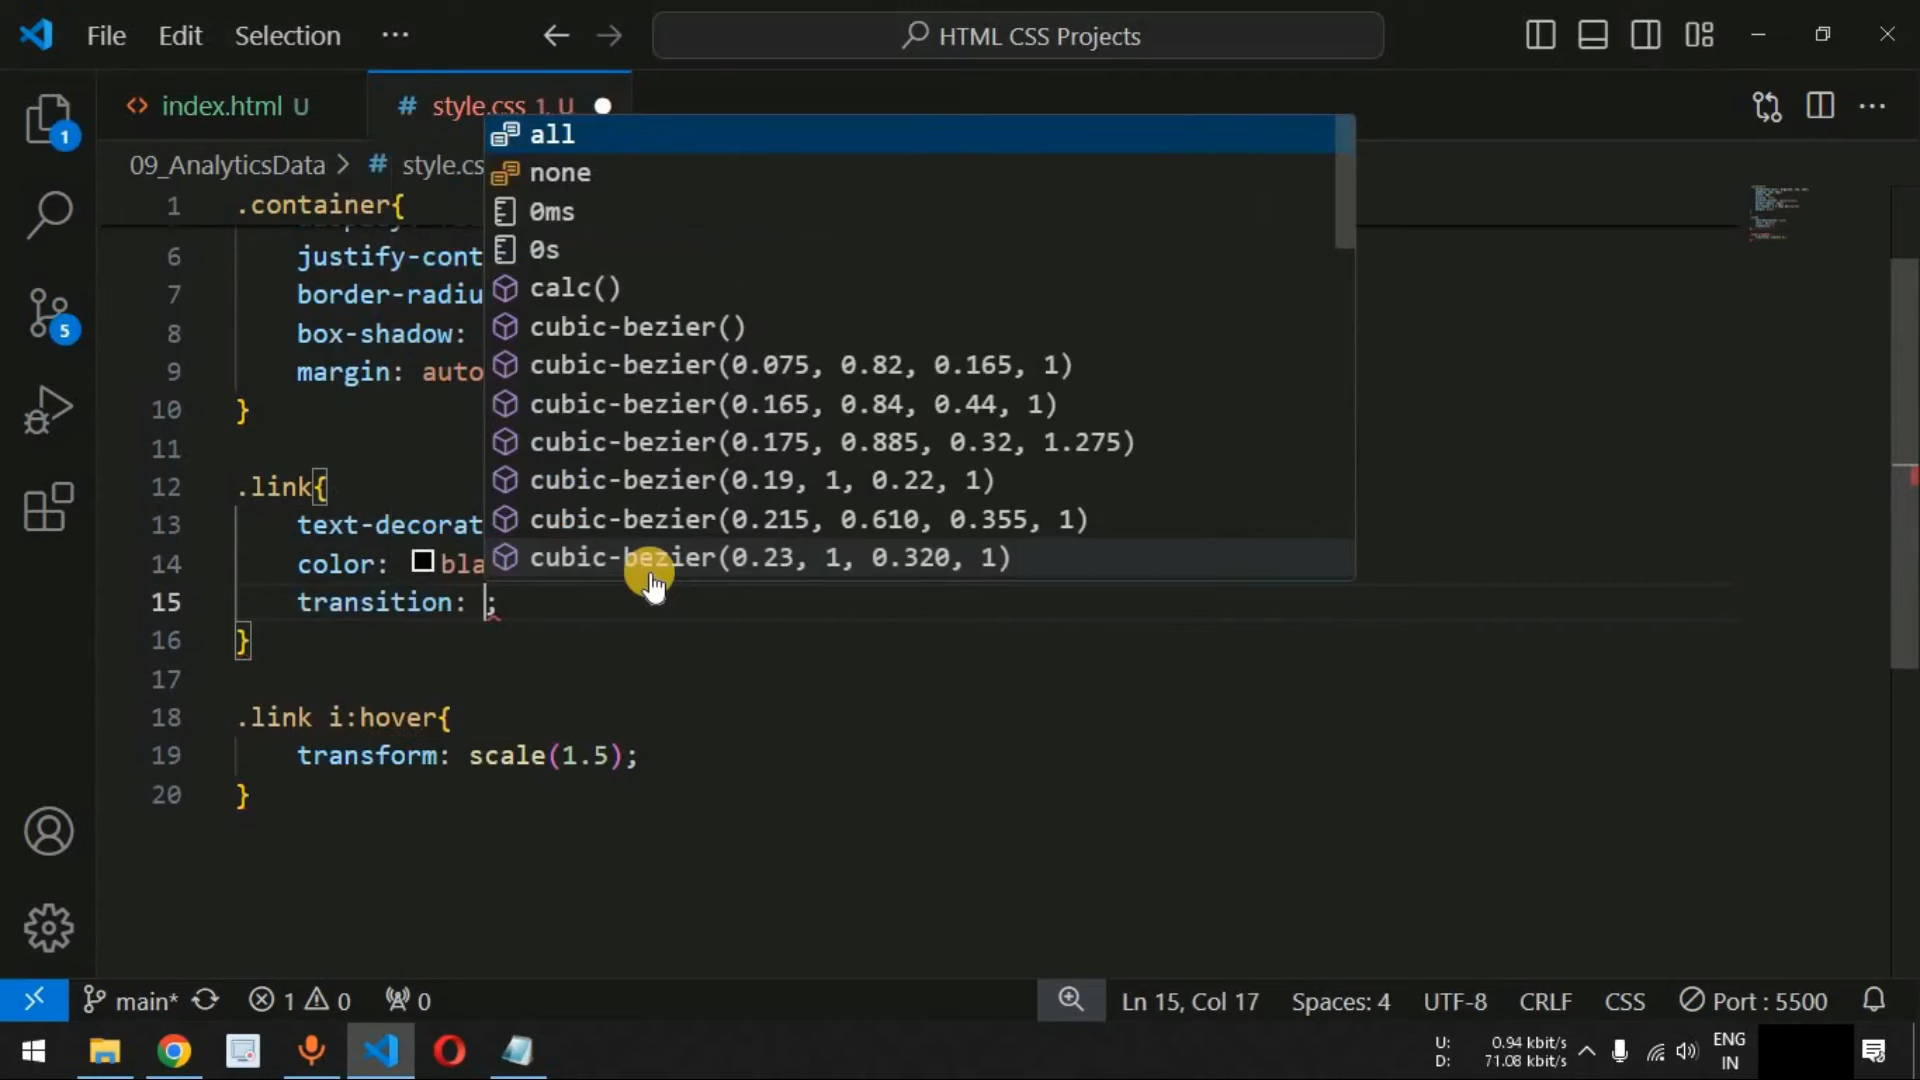 File Edit Selection ···
HTML CSS Projects
index.html U
# style.css 1, U
09_AnalyticsData > # style.cs
1 .container{
6 justify-cont
7 border-radiu
8 box-shadow:
9 margin: auto
10 }
11
12 .link{
13 text-decorat
14 color: bla
15 transition: ;
16 }
17
18 .link i:hover{
19 transform: scale(1.5);
20 }
all
none
0ms
0s
calc()
cubic-bezier()
cubic-bezier(0.075, 0.82, 0.165, 1)
cubic-bezier(0.165, 0.84, 0.44, 1)
cubic-bezier(0.175, 0.885, 0.32, 1.275)
cubic-bezier(0.19, 1, 0.22, 1)
cubic-bezier(0.215, 0.610, 0.355, 1)
cubic-bezier(0.23, 1, 0.320, 1)
1
5
main* 1 0 0
Ln 15, Col 17 Spaces: 4 UTF-8 CRLF CSS Port : 5500
U: 0.94 kbit/s
D: 71.08 kbit/s
ENG
IN